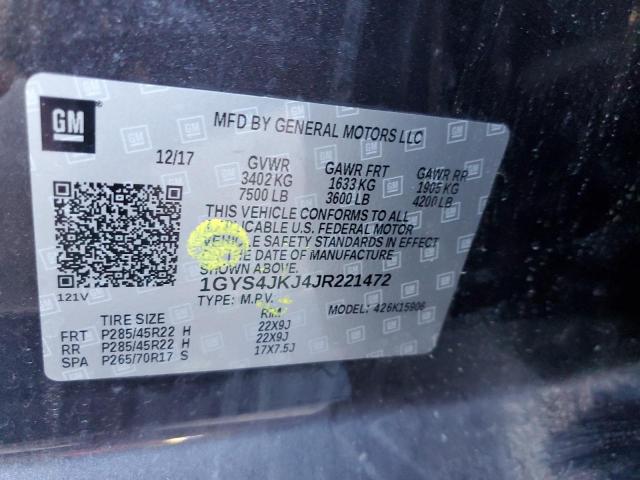 GM
MFD BY GENERAL MOTORS LLC
12/17 GVWR GAWR FRT GAWR RR
3402 KG 1633 KG 1905 KG
7500 LB 3600 LB 4200 LB
THIS VEHICLE CONFORMS TO ALL
APPLICABLE U.S. FEDERAL MOTOR
VEHICLE SAFETY STANDARDS IN EFFECT
DATE OF MANUFACTURE
SHOWN ABOVE.
121V 1GYS4JKJ4JR221472
TYPE: M.P.V. MODEL: 426K15906
TIRE SIZE RIM
FRT P285/45R22 H 22X9J
RR P285/45R22 H 22X9J
SPA P265/70R17 S 17X7.5J